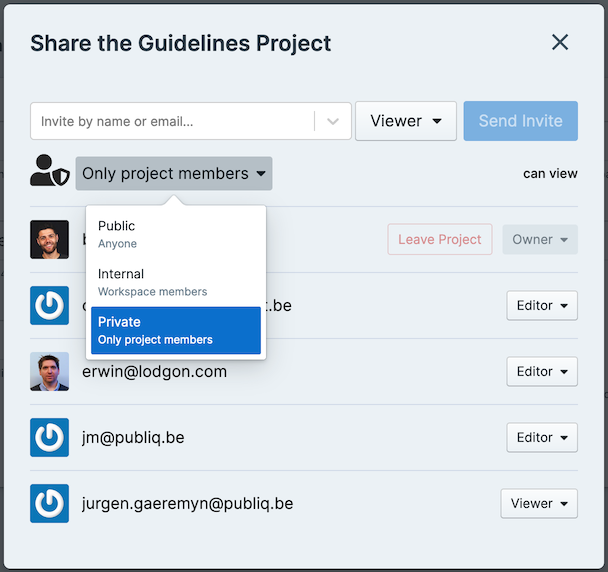 Share the Guidelines Project
Invite by name or email...
Viewer
Send Invite
Only project members
can view
Public
Anyone
Leave Project
Owner
Internal
Workspace members
.be
Editor
Private
Only project members
erwin@lodgon.com
Editor
jm@publiq.be
Editor
jurgen.gaeremyn@publiq.be
Viewer